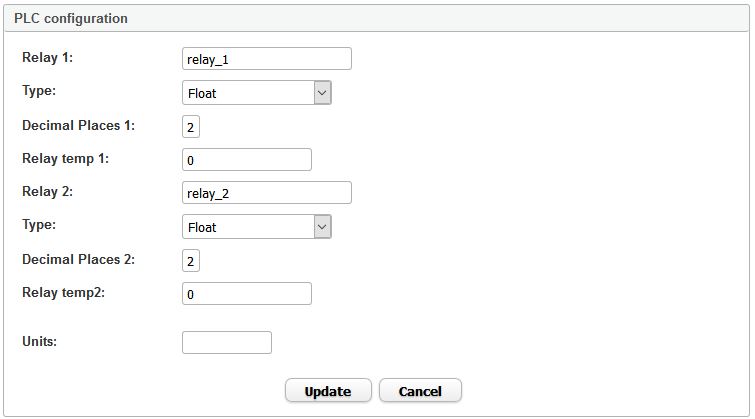 PLC configuration
Relay 1: relay_1
Type: Float
Decimal Places 1: 2
Relay temp 1: 0
Relay 2: relay_2
Type: Float
Decimal Places 2: 2
Relay temp2: 0
Units:
Update Cancel